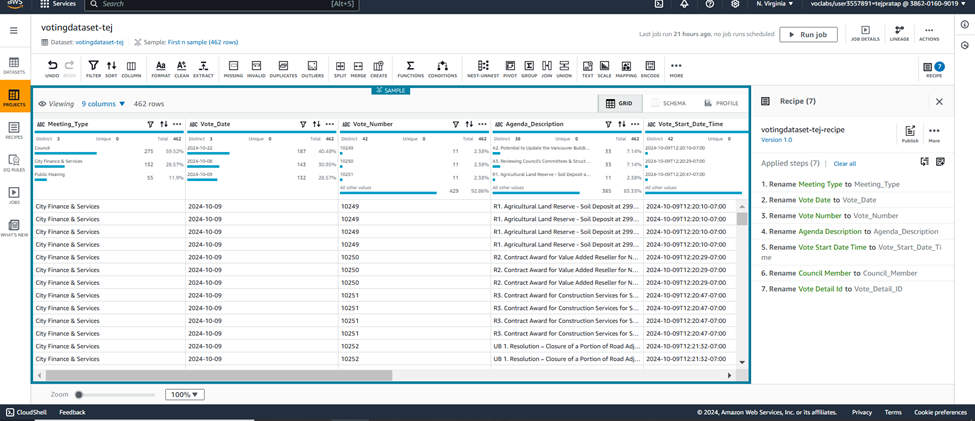 aws
Services
Search
[Alt+S]
N. Virginia
voclabs/user3557891=tejpratap @ 3862-0160-9019
votingdataset-tej
Dataset: votingdataset-tej
Sample: First n sample (462 rows)
Last job run 21 hours ago, no job runs scheduled
Run job
JOB DETAILS
LINEAGE
ACTIONS
UNDO
REDO
FILTER
SORT
COLUMN
FORMAT
CLEAN
EXTRACT
MISSING
INVALID
DUPLICATES
OUTLIERS
SPLIT
MERGE
CREATE
FUNCTIONS
CONDITIONS
NEST-UNNEST
PIVOT
GROUP
JOIN
UNION
TEXT
SCALE
MAPPING
ENCODE
MORE
7
RECIPE
DATASETS
PROJECTS
RECIPES
DQ RULES
JOBS
WHAT'S NEW
SAMPLE
Viewing 9 columns 462 rows
GRID
SCHEMA
PROFILE
ABC Meeting_Type
ABC Vote_Date
ABC Vote_Number
ABC Agenda_Description
ABC Vote_Start_Date_Time
Distinct 3 Unique 0 Total 462
Distinct 3 Unique 0 Total 462
Distinct 42 Unique 0 Total 462
Distinct 38 Unique 0 Total 462
Distinct 42 Unique 0
Council 275 59.52%
City Finance & Services 132 28.57%
Public Hearing 55 11.9%
2024-10-22 187 40.48%
2024-10-08 143 30.95%
2024-10-09 132 28.57%
10249 11 2.38%
10250 11 2.38%
10251 11 2.38%
All other values 429 92.86%
A2. Potential to Update the Vancouver Buildi... 33 7.14%
A3. Reviewing Council's Committees & Struct... 33 7.14%
R1. Agricultural Land Reserve - Soil Deposit a... 11 2.38%
All other values 385 83.33%
2024-10-09T12:20:10-07:00
2024-10-09T12:20:29-07:00
2024-10-09T12:20:47-07:00
All other values
City Finance & Services 2024-10-09 10249 R1. Agricultural Land Reserve - Soil Deposit at 299... 2024-10-09T12:20:10-07:00
City Finance & Services 2024-10-09 10249 R1. Agricultural Land Reserve - Soil Deposit at 299... 2024-10-09T12:20:10-07:00
City Finance & Services 2024-10-09 10249 R1. Agricultural Land Reserve - Soil Deposit at 299... 2024-10-09T12:20:10-07:00
City Finance & Services 2024-10-09 10249 R1. Agricultural Land Reserve - Soil Deposit at 299... 2024-10-09T12:20:10-07:00
City Finance & Services 2024-10-09 10250 R2. Contract Award for Value Added Reseller for N... 2024-10-09T12:20:29-07:00
City Finance & Services 2024-10-09 10250 R2. Contract Award for Value Added Reseller for N... 2024-10-09T12:20:29-07:00
City Finance & Services 2024-10-09 10250 R2. Contract Award for Value Added Reseller for N... 2024-10-09T12:20:29-07:00
City Finance & Services 2024-10-09 10251 R3. Award for Construction Services for S... 2024-10-09T12:20:47-07:00
City Finance & Services 2024-10-09 10251 R3. Award for Construction Services for S... 2024-10-09T12:20:47-07:00
City Finance & Services 2024-10-09 10251 R3. Award for Construction Services for S... 2024-10-09T12:20:47-07:00
City Finance & Services 2024-10-09 10251 R3. Award for Construction Services for S... 2024-10-09T12:20:47-07:00
City Finance & Services 2024-10-09 10252 UB 1. Resolution – Closure of a Portion of Road Adj... 2024-10-09T12:21:32-07:00
City Finance & Services 2024-10-09 10252 UB 1. Resolution – Closure of a Portion of Road Adj... 2024-10-09T12:21:32-07:00
Recipe (7)
votingdataset-tej-recipe
Version 1.0
Publish
More
Applied steps (7)
Clear all
1. Rename Meeting Type to Meeting_Type
2. Rename Vote Date to Vote_Date
3. Rename Vote Number to Vote_Number
4. Rename Agenda Description to Agenda_Description
5. Rename Vote Start Date Time to Vote_Start_Date_Ti
me
6. Rename Council Member to Council_Member
7. Rename Vote Detail Id to Vote_Detail_ID
Zoom
100%
CloudShell
Feedback
© 2024, Amazon Web Services, Inc. or its affiliates.
Privacy
Terms
Cookie preferences